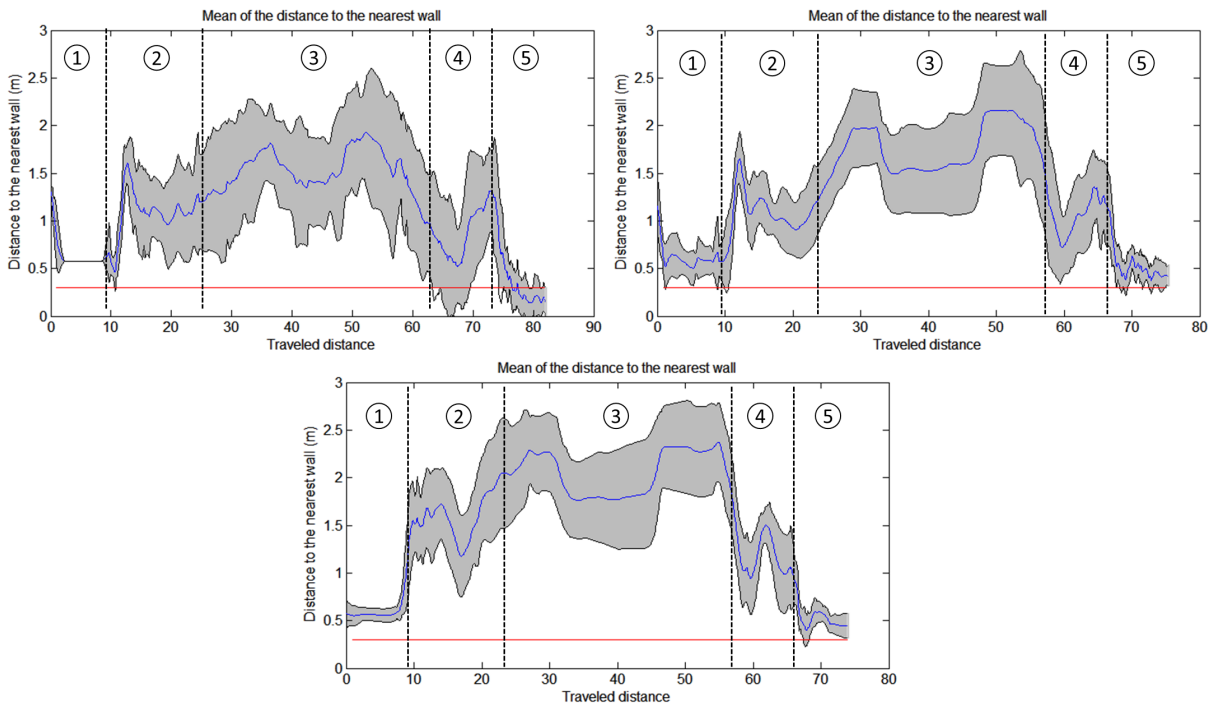 Mean of the distance to the nearest wall
Distance to the nearest wall (m)
① ② ③ ④ ⑤
3
2.5
2
1.5
1
0.5
0
0 10 20 30 40 50 60 70 80 90
Traveled distance
Mean of the distance to the nearest wall
Distance to the nearest wall (m)
① ② ③ ④ ⑤
3
2.5
2
1.5
1
0.5
0
0 10 20 30 40 50 60 70 80
Traveled distance
Mean of the distance to the nearest wall
Distance to the nearest wall (m)
① ② ③ ④ ⑤
3
2.5
2
1.5
1
0.5
0
0 10 20 30 40 50 60 70 80
Traveled distance